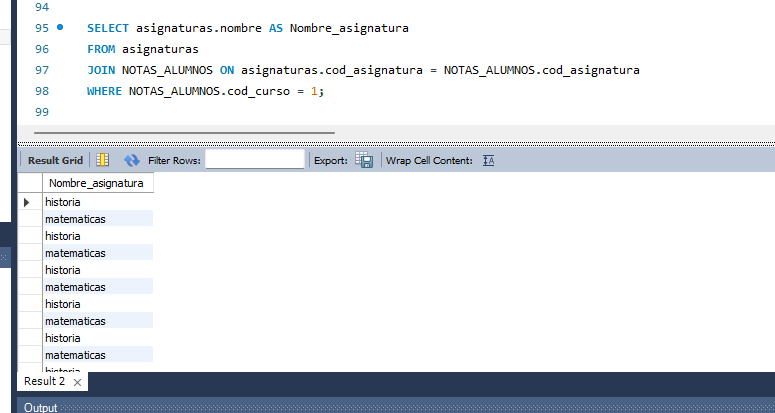 94
95 SELECT asignaturas.nombre AS Nombre_asignatura
96 FROM asignaturas
97 JOIN NOTAS_ALUMNOS ON asignaturas.cod_asignatura = NOTAS_ALUMNOS.cod_asignatura
98 WHERE NOTAS_ALUMNOS.cod_curso = 1;
99
Result Grid Filter Rows: Export: Wrap Cell Content: IA
Nombre_asignatura
historia
matematicas
historia
matematicas
historia
matematicas
historia
matematicas
historia
matematicas
historia
Result 2 ×
Output